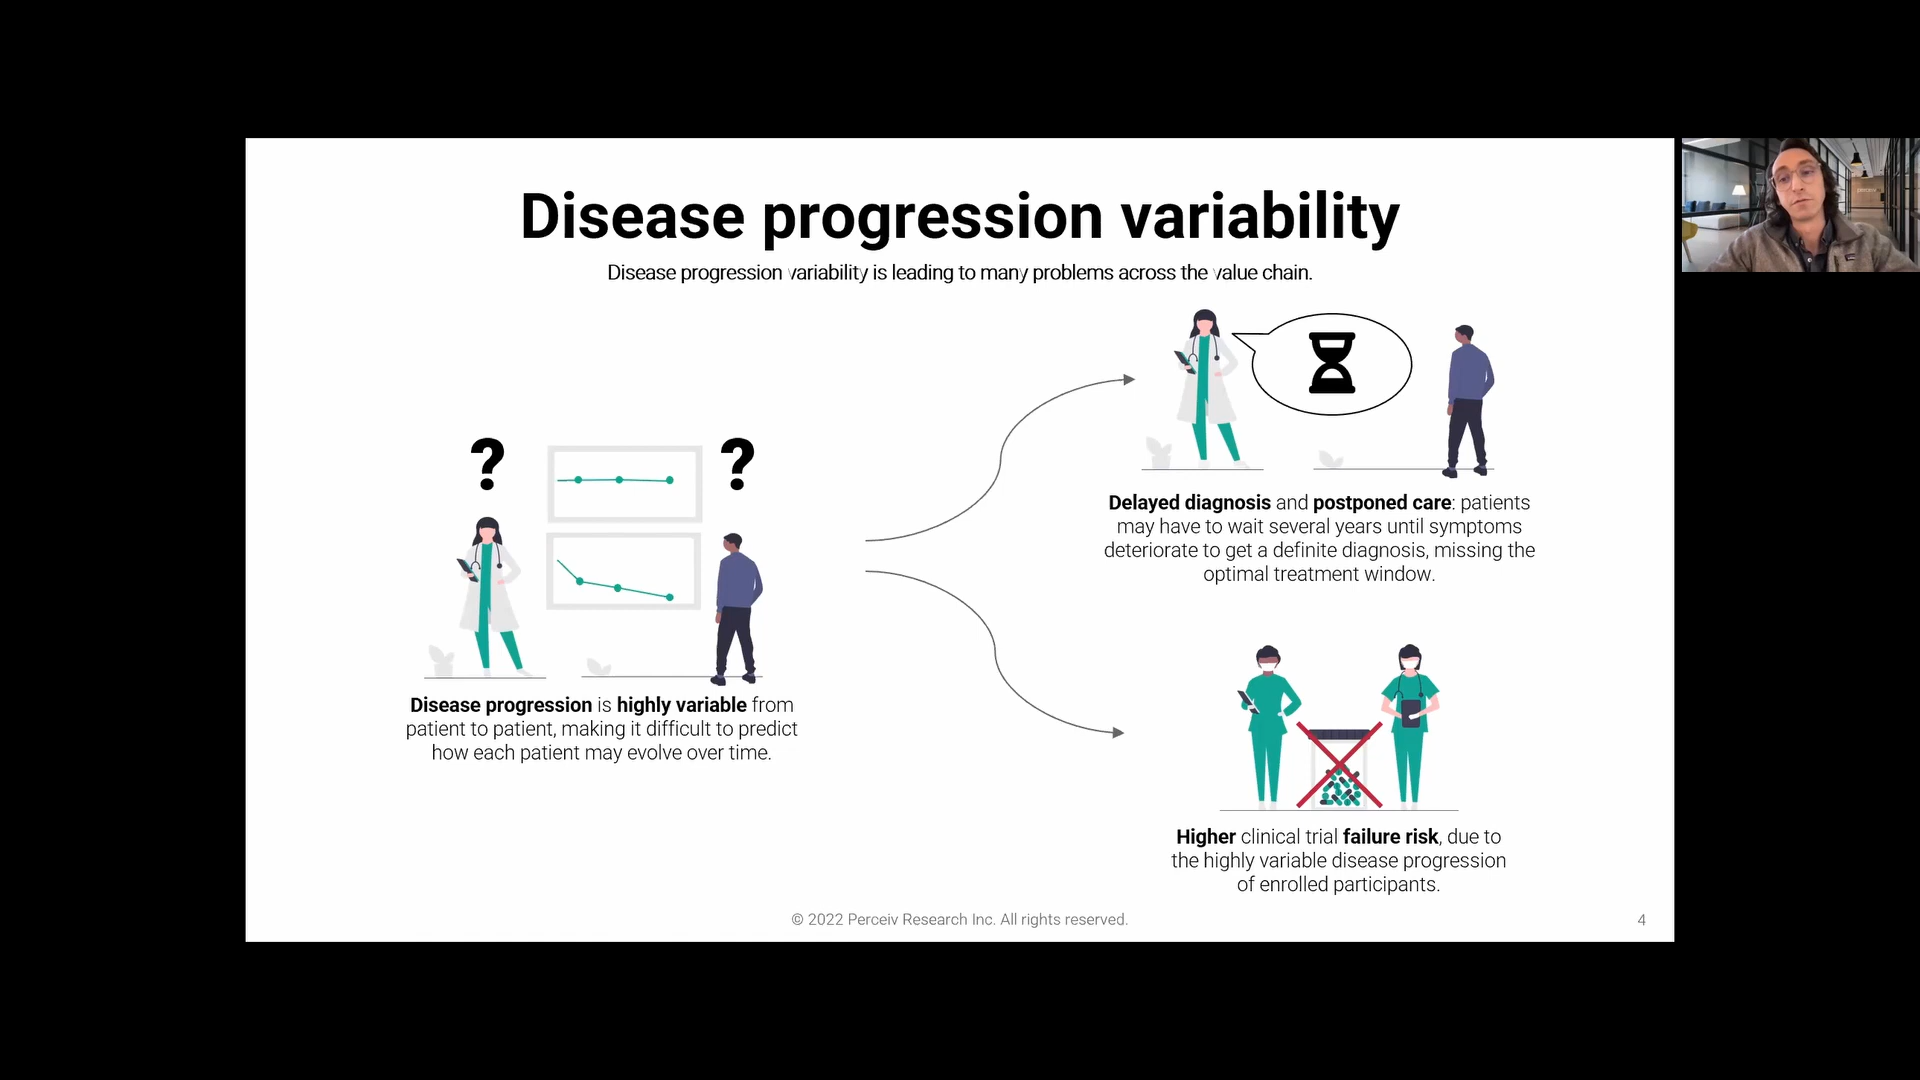 Disease progression variability
Disease progression variability is leading to many problems across the value chain.
?
?
Disease progression is highly variable from
patient to patient, making it difficult to predict
how each patient may evolve over time.
Delayed diagnosis and postponed care: patients
may have to wait several years until symptoms
deteriorate to get a definite diagnosis, missing the
optimal treatment window.
Higher clinical trial failure risk, due to
the highly variable disease progression
of enrolled participants.
© 2022 Perceiv Research Inc. All rights reserved.
4